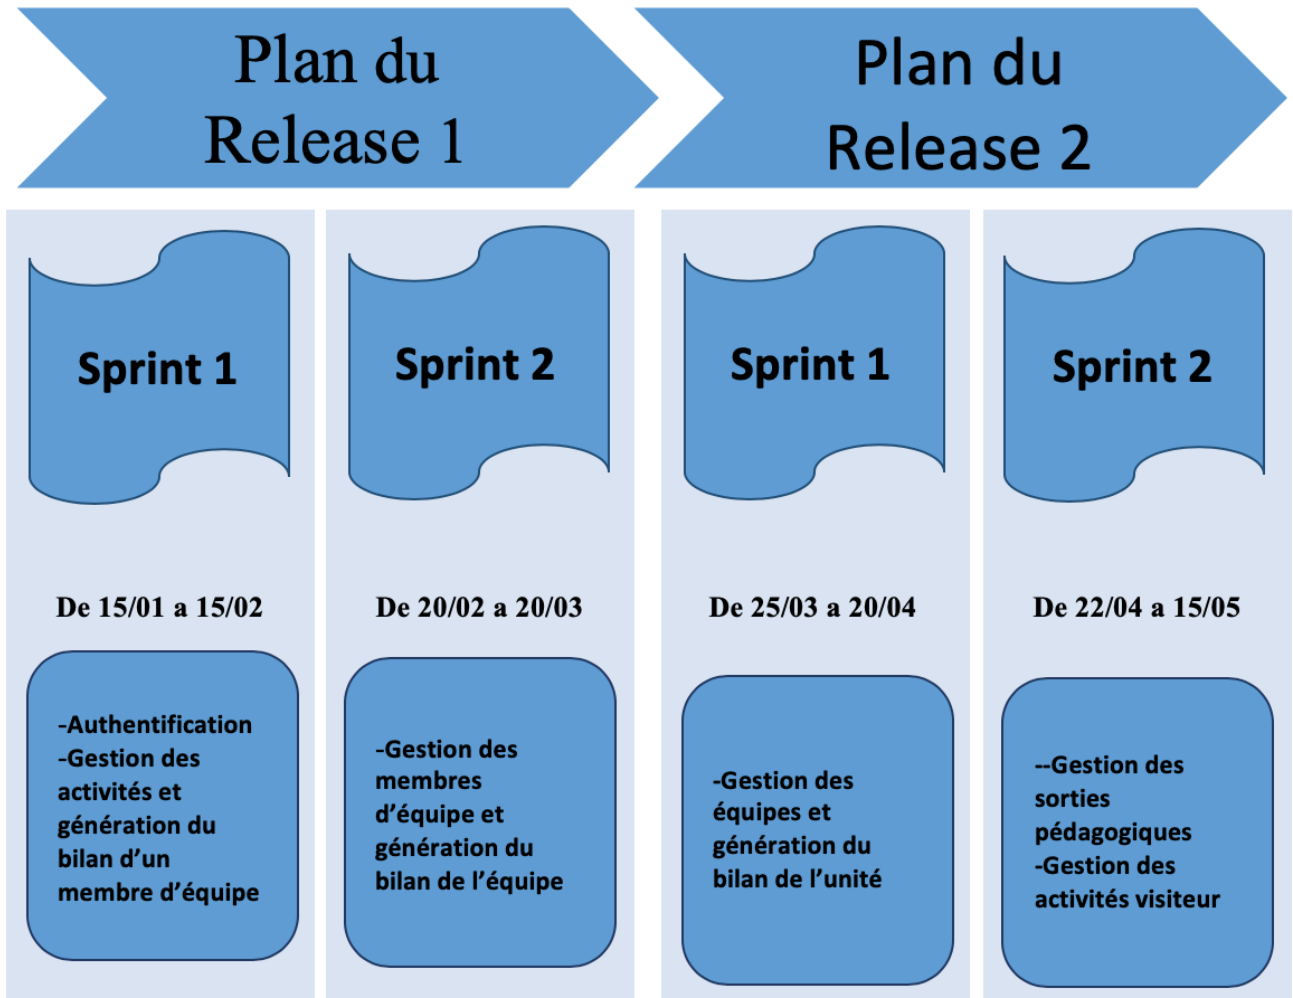 Plan du
Release 1
Plan du
Release 2
Sprint 1
Sprint 2
Sprint 1
Sprint 2
De 15/01 a 15/02
De 20/02 a 20/03
De 25/03 a 20/04
De 22/04 a 15/05
-Authentification
-Gestion des
activités et
génération du
bilan d’un
membre d’équipe
-Gestion des
membres
d’équipe et
génération du
bilan de l’équipe
-Gestion des
équipes et
génération du
bilan de l’unité
--Gestion des
sorties
pédagogiques
-Gestion des
activités visiteur